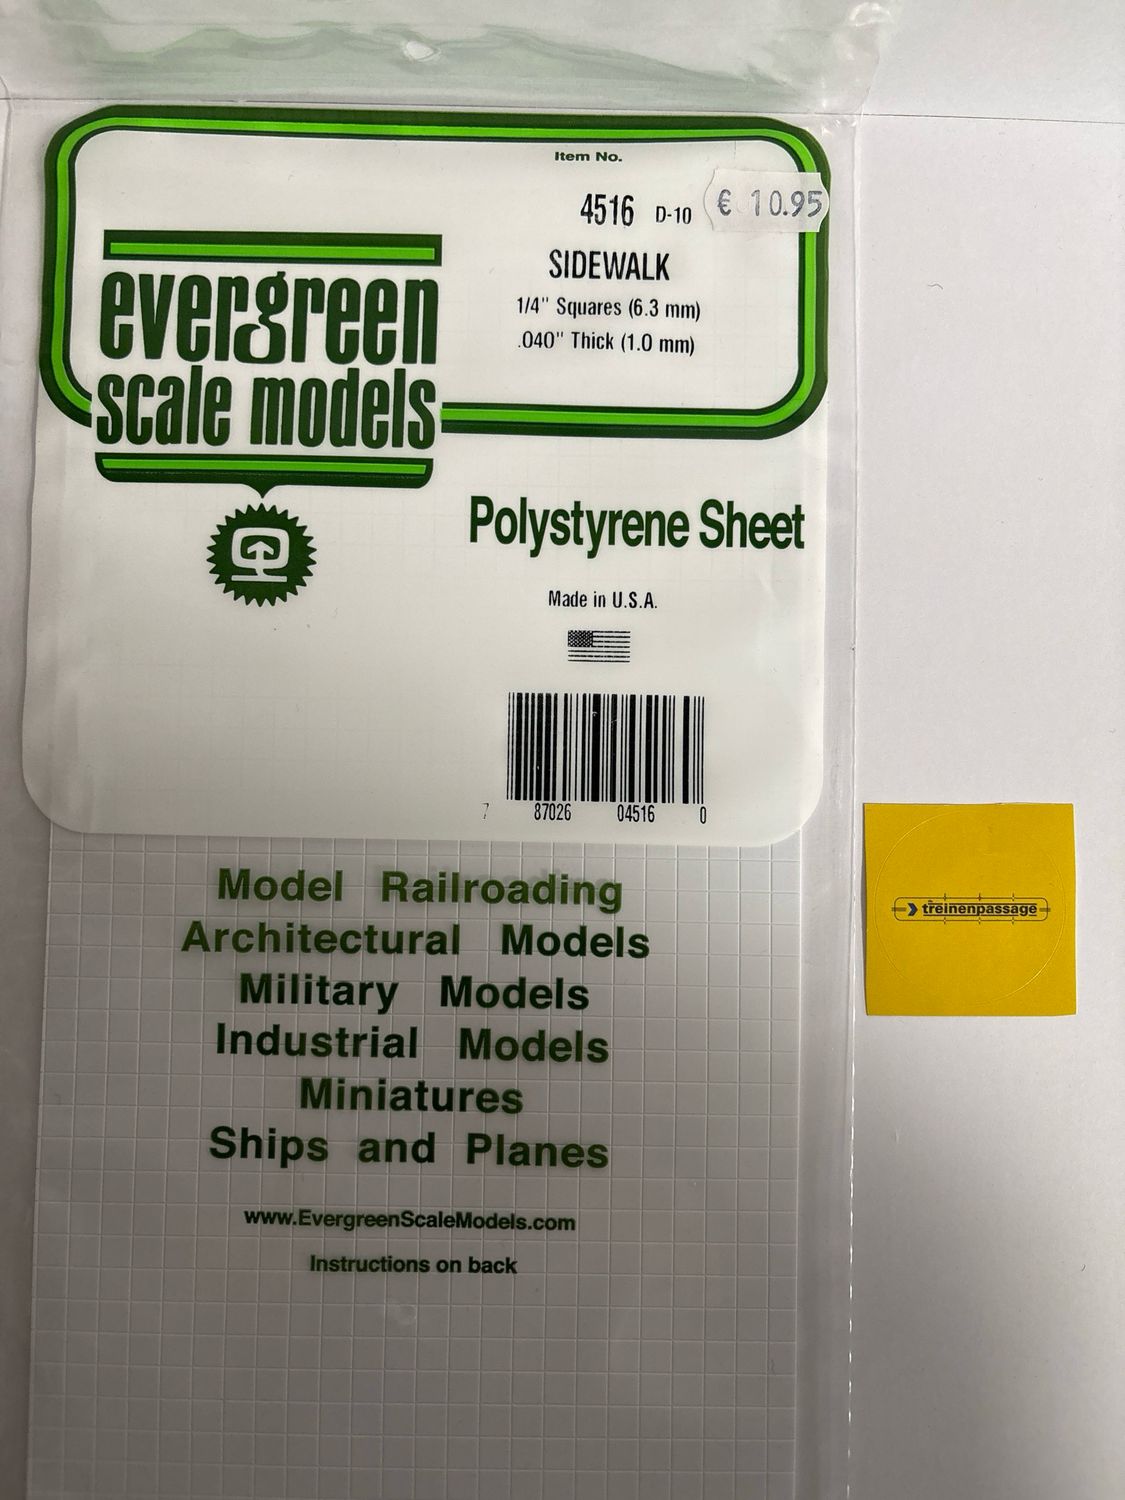 Item No.
4516 D-10
€ 10.95
SIDEWALK
1/4" Squares (6.3 mm)
.040" Thick (1.0 mm)
evergreen
scale models
Polystyrene Sheet
Made in U.S.A.
7 87026 04516 0
Model Railroading
Architectural Models
Military Models
Industrial Models
Miniatures
Ships and Planes
www.EvergreenScaleModels.com
Instructions on back
treinenpassage